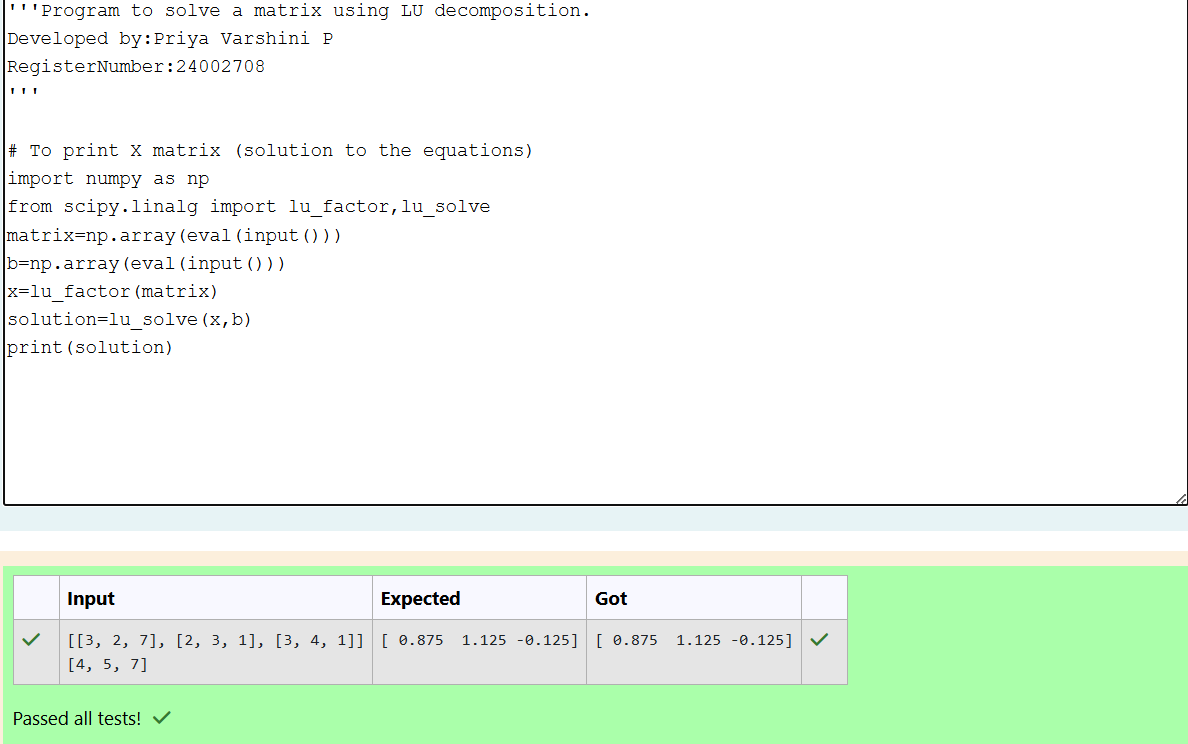 '''Program to solve a matrix using LU decomposition.
Developed by:Priya Varshini P
RegisterNumber:24002708
'''
# To print X matrix (solution to the equations)
import numpy as np
from scipy.linalg import lu_factor,lu_solve
matrix=np.array(eval(input()))
b=np.array(eval(input()))
x=lu_factor(matrix)
solution=lu_solve(x,b)
print(solution)
Input Expected Got
[[3, 2, 7], [2, 3, 1], [3, 4, 1]] [ 0.875  1.125 -0.125] [ 0.875  1.125 -0.125]
[4, 5, 7]
Passed all tests!